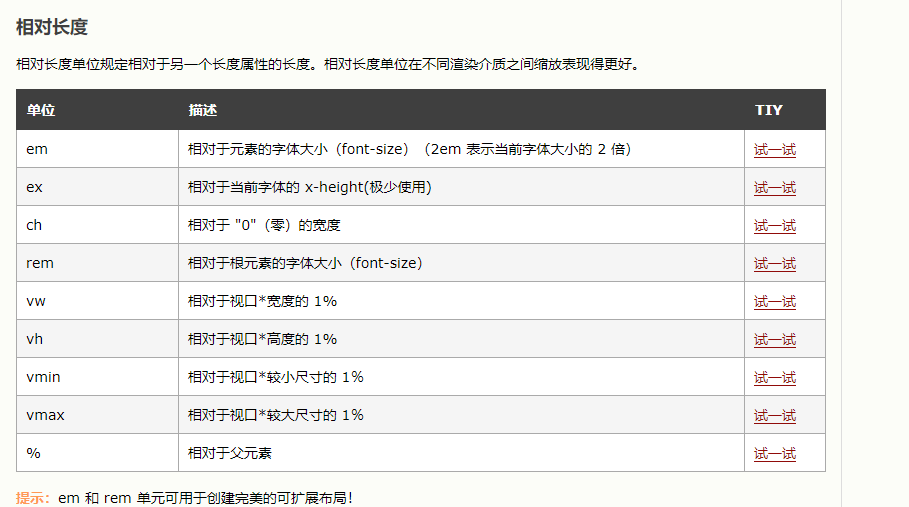 相对长度
相对长度单位规定相对于另一个长度属性的长度。相对长度单位在不同渲染介质之间缩放表现得更好。
单位 描述 TIY
em 相对于元素的字体大小（font-size）（2em 表示当前字体大小的 2 倍） 试一试
ex 相对于当前字体的 x-height(极少使用) 试一试
ch 相对于 "0"（零）的宽度 试一试
rem 相对于根元素的字体大小（font-size） 试一试
vw 相对于视口*宽度的 1% 试一试
vh 相对于视口*高度的 1% 试一试
vmin 相对于视口*较小尺寸的 1％ 试一试
vmax 相对于视口*较大尺寸的 1％ 试一试
% 相对于父元素 试一试
提示：em 和 rem 单元可用于创建完美的可扩展布局！